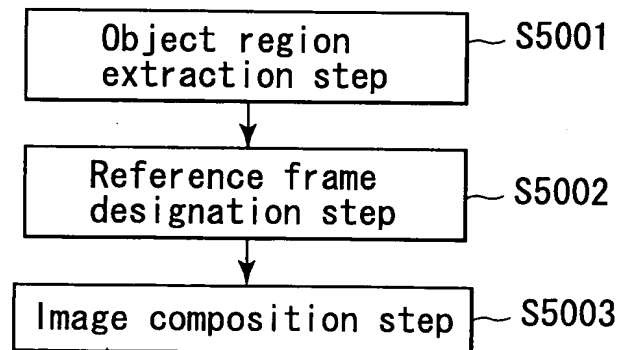 Object region
extraction step
S5001
Reference frame
designation step
S5002
Image composition step
S5003